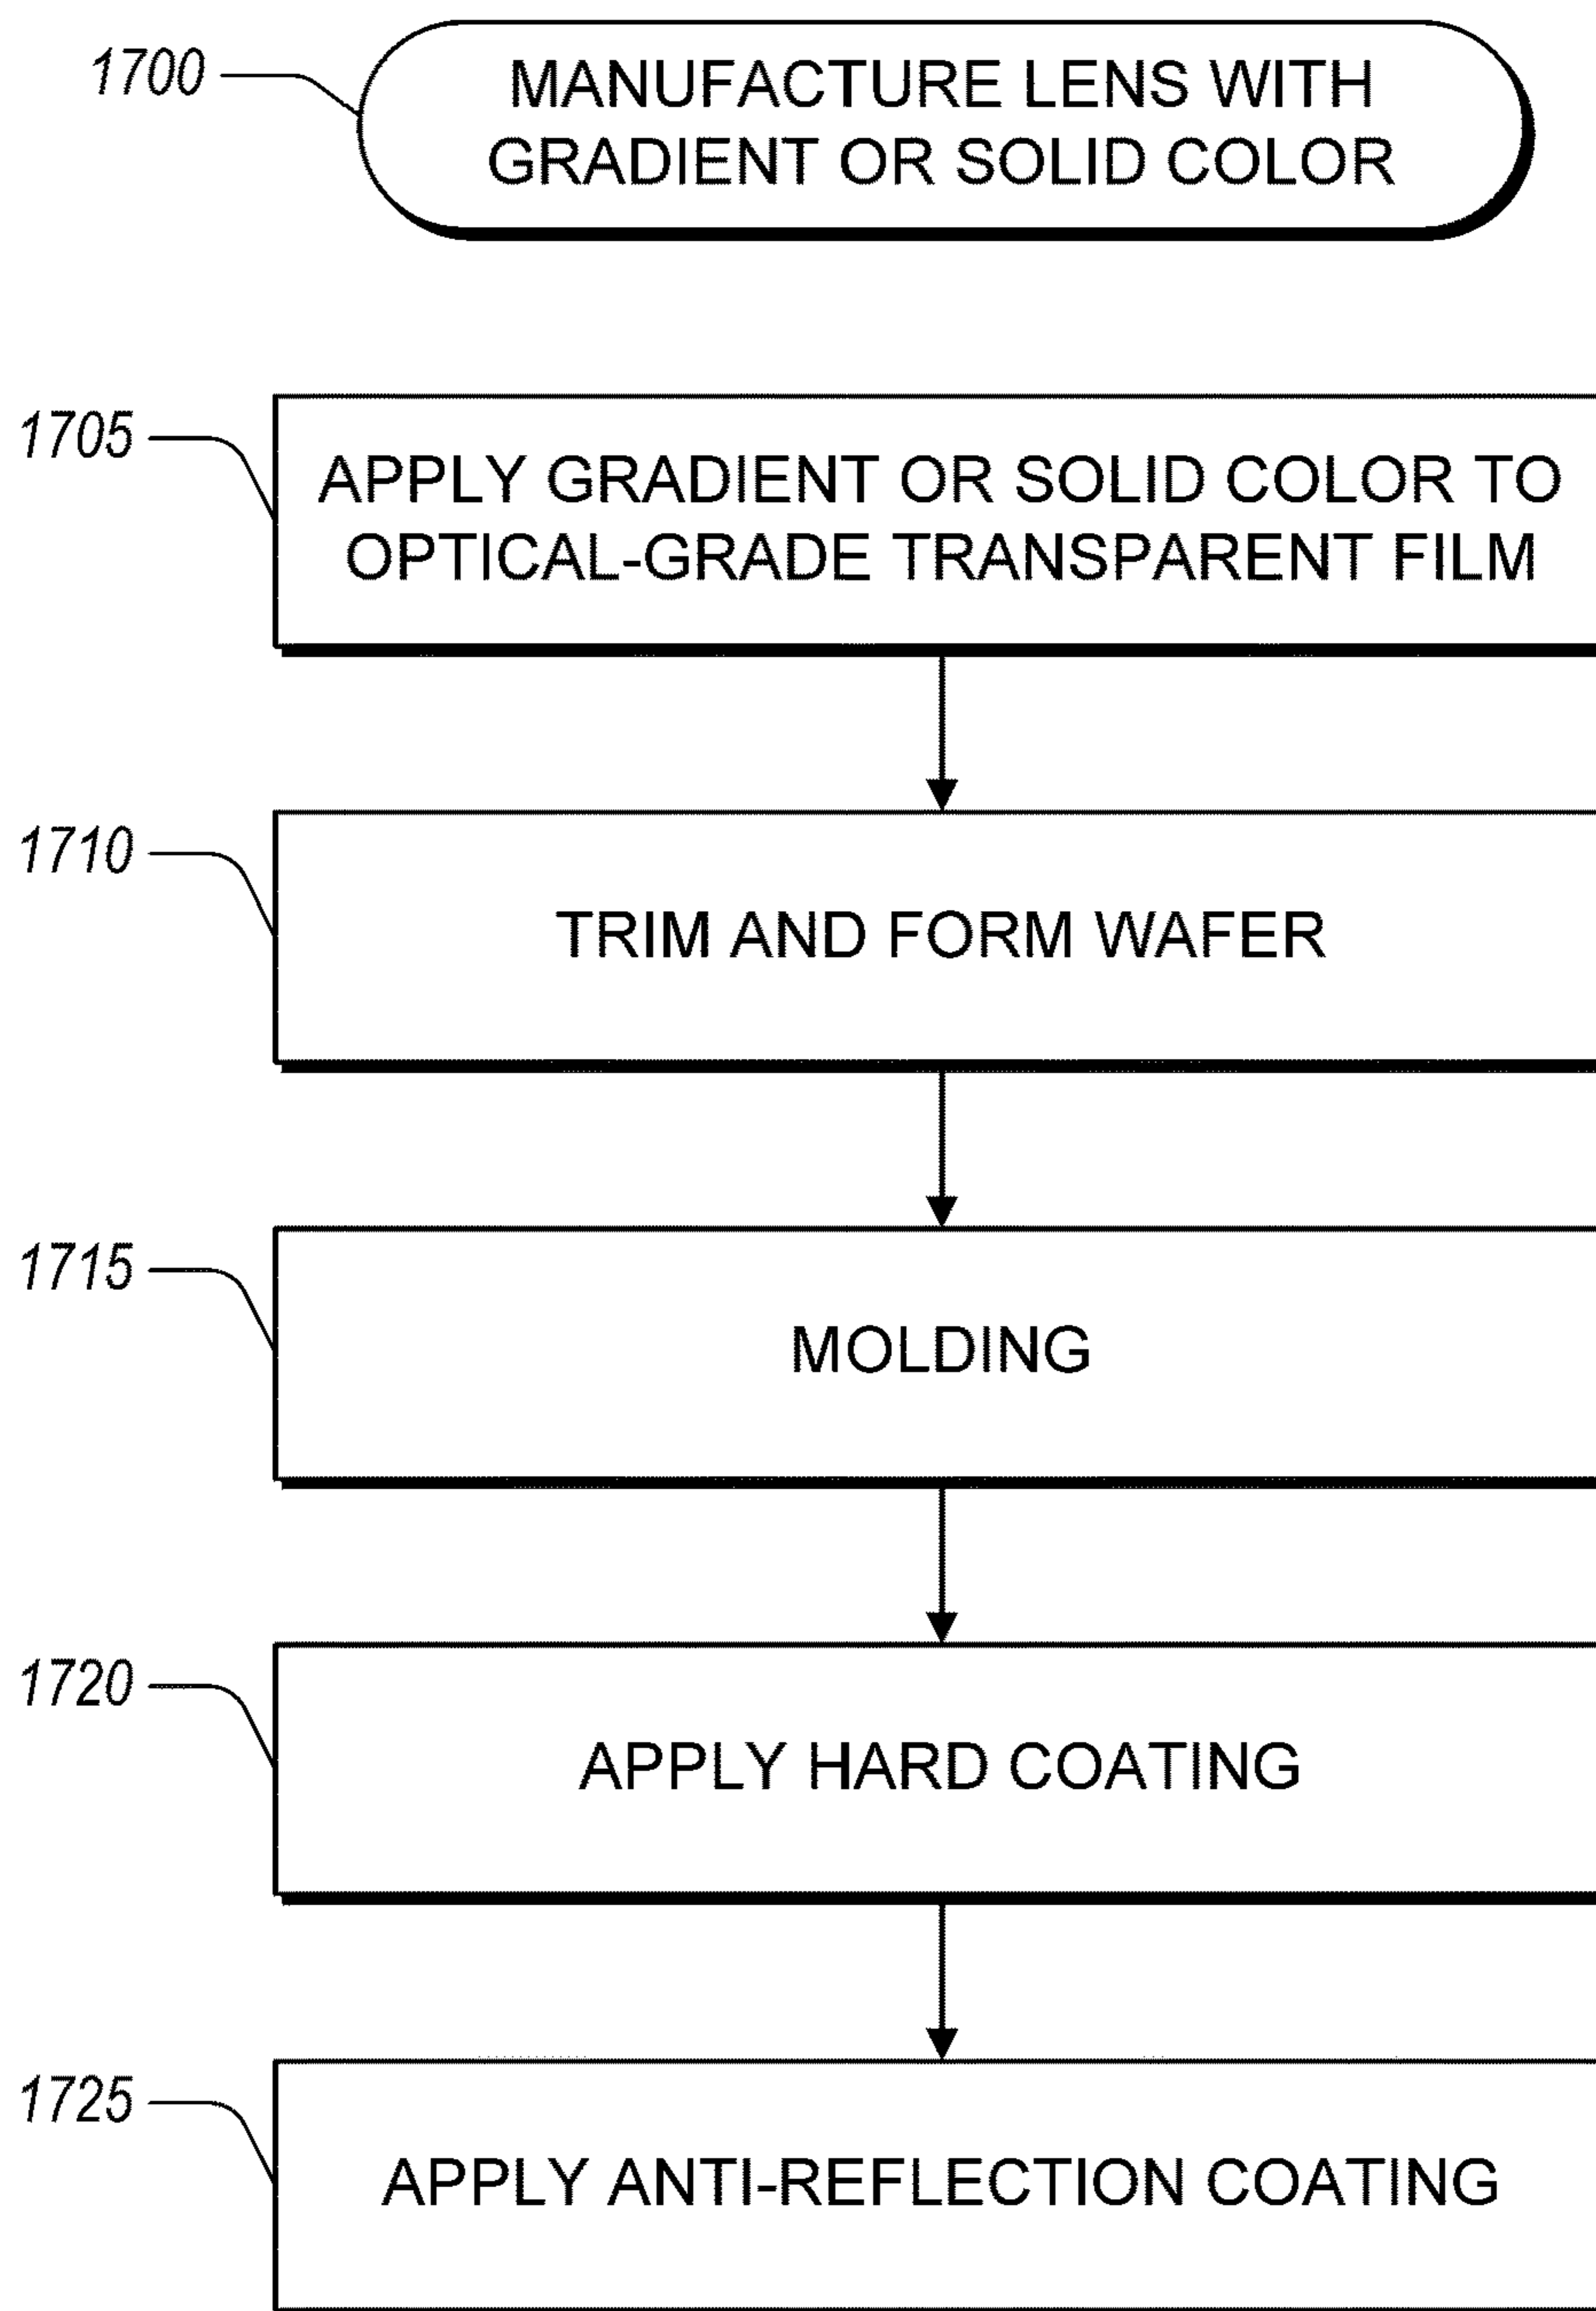 1700
MANUFACTURE LENS WITH
GRADIENT OR SOLID COLOR
1705
APPLY GRADIENT OR SOLID COLOR TO
OPTICAL-GRADE TRANSPARENT FILM
1710
TRIM AND FORM WAFER
1715
MOLDING
1720
APPLY HARD COATING
1725
APPLY ANTI-REFLECTION COATING